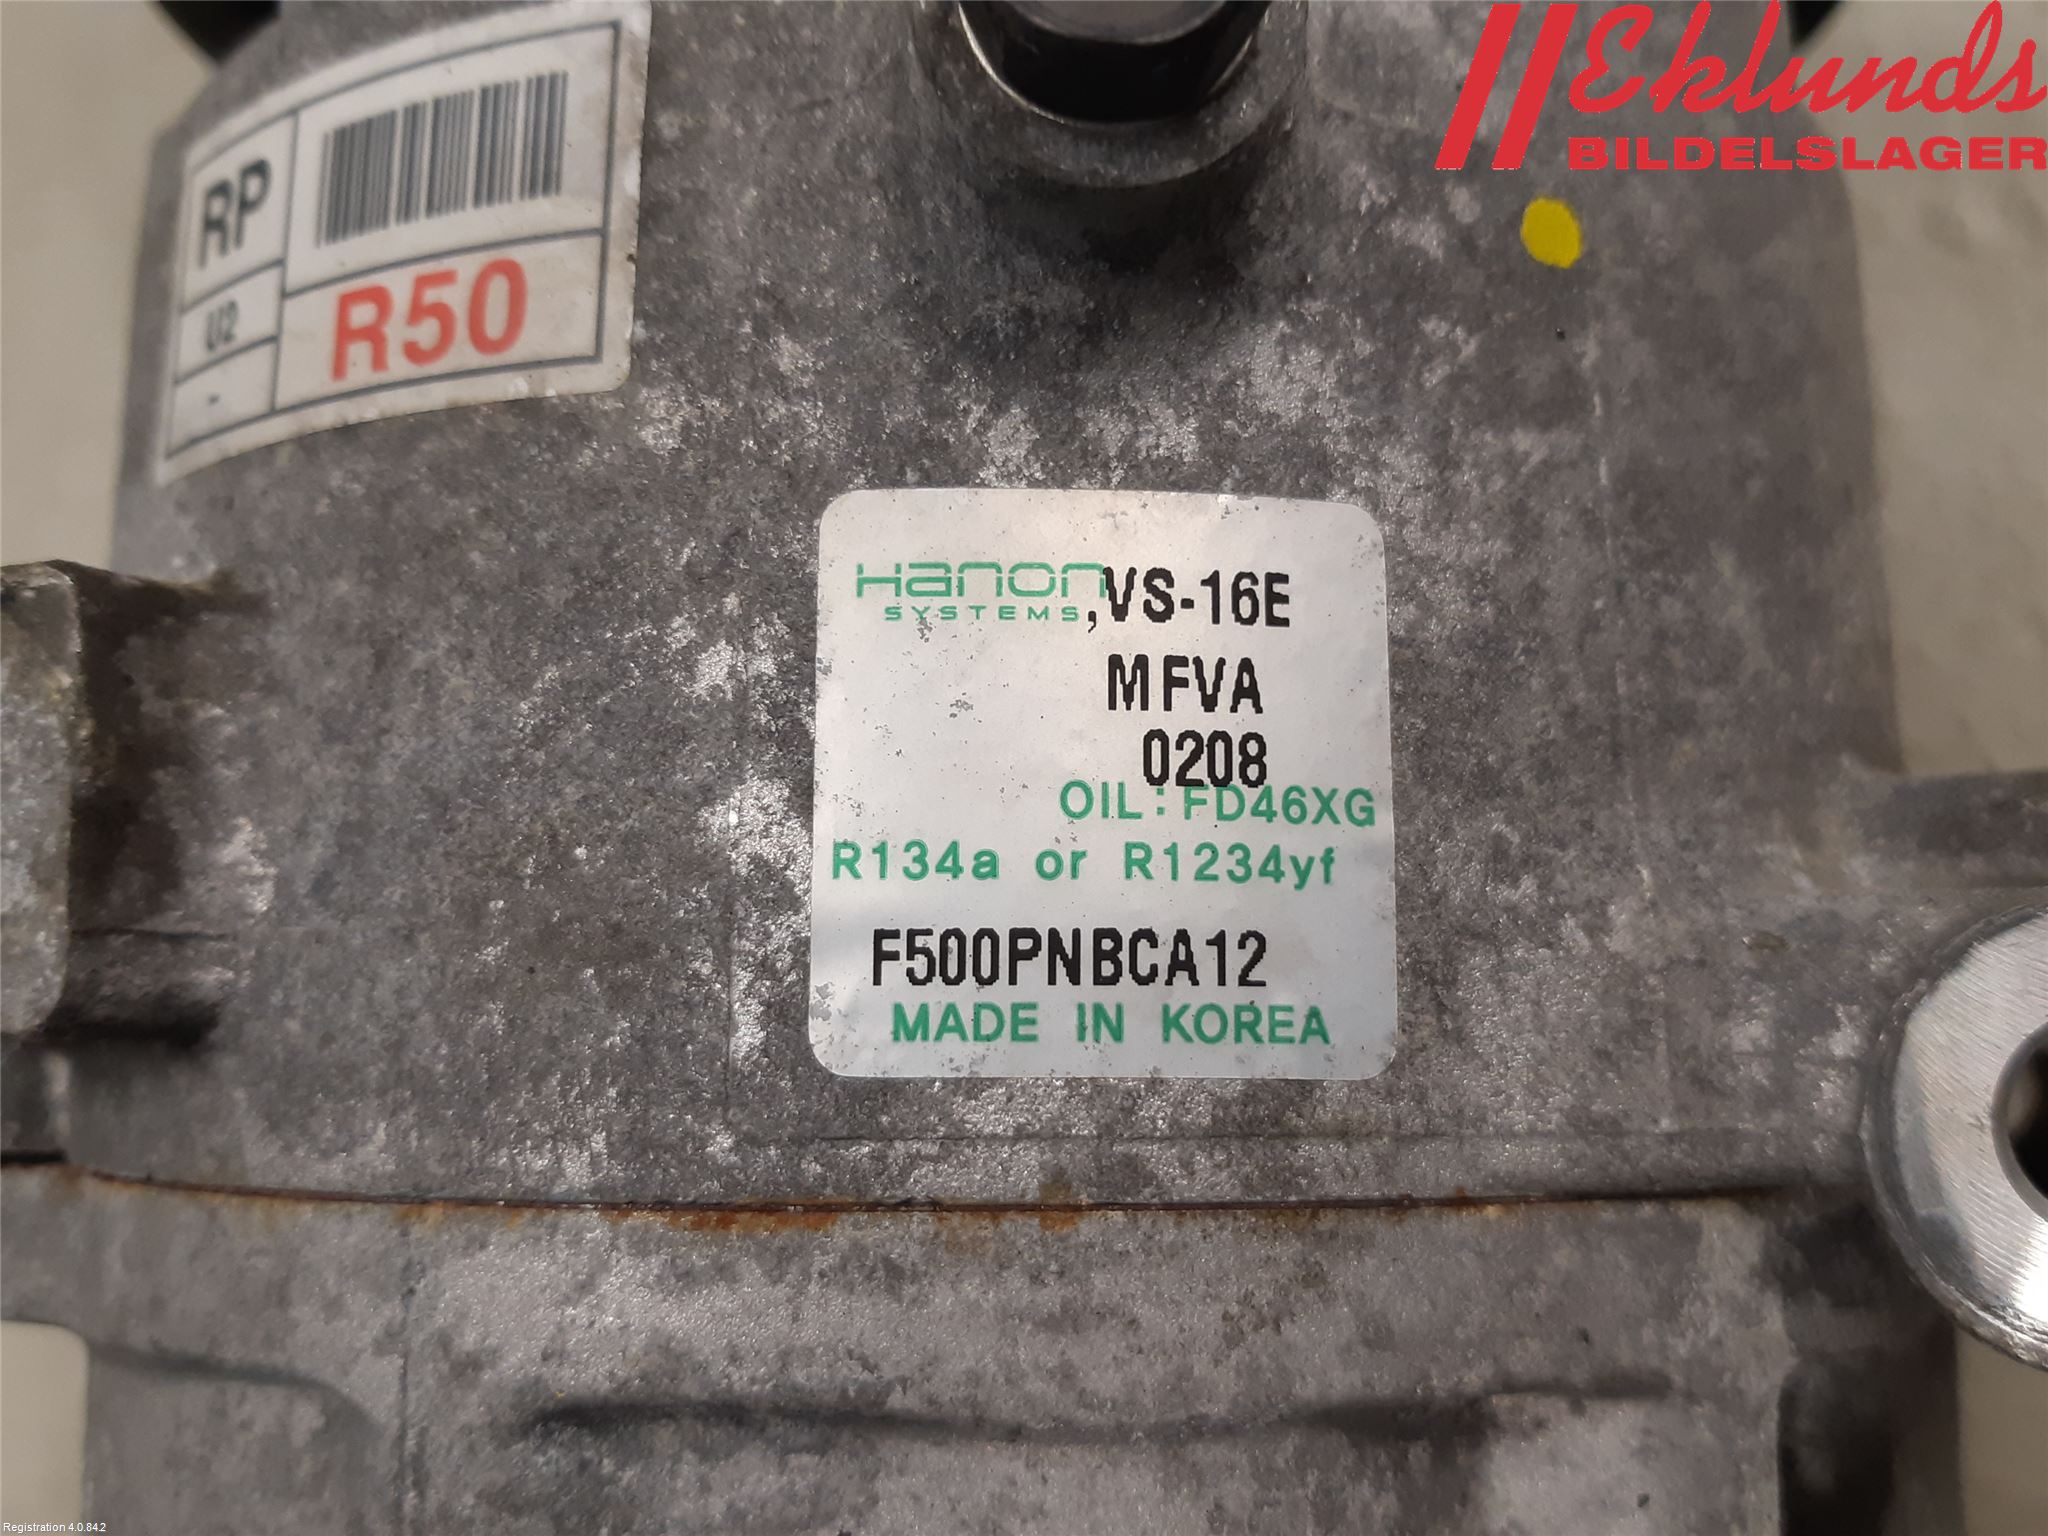 Eklunds
BILDELSLAGER
RP
U2
-
R50
Hanon
SYSTEMS
,VS-16E
MFVA
0208
OIL: FD46XG
R134a or R1234yf
F500PNBCA12
MADE IN KOREA
Registration 4.0.84.2